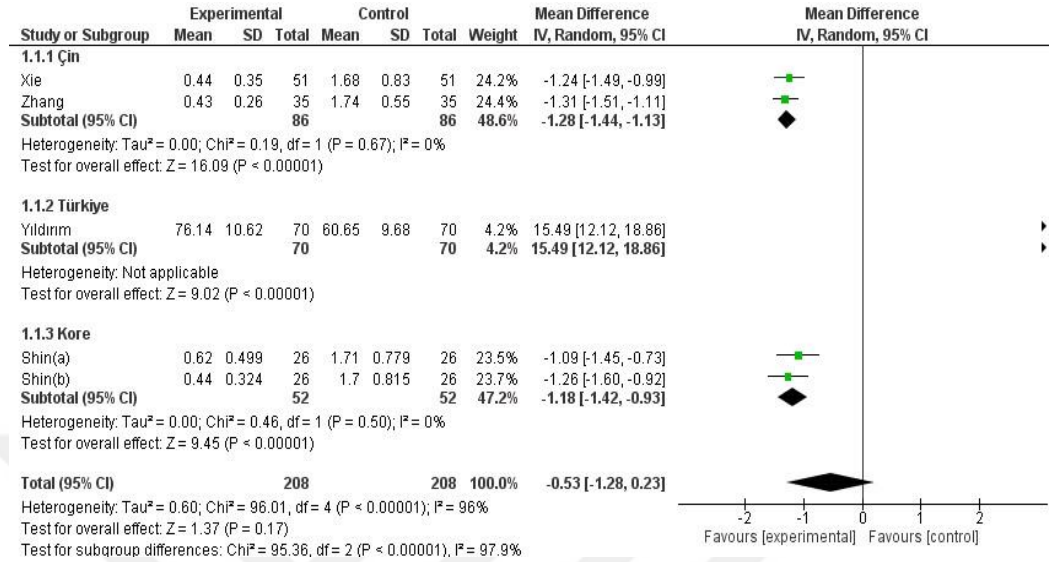 Experimental Control Mean Difference Mean Difference
Study or Subgroup Mean SD Total Mean SD Total Weight IV, Random, 95% CI IV, Random, 95% CI
1.1.1 Çin
Xie 0.44 0.35 51 1.68 0.83 51 24.2% -1.24 [-1.49, -0.99]
Zhang 0.43 0.26 35 1.74 0.55 35 24.4% -1.31 [-1.51, -1.11]
Subtotal (95% CI) 86 86 48.6% -1.28 [-1.44, -1.13]
Heterogeneity: Tau² = 0.00; Chi² = 0.19, df = 1 (P = 0.67); I² = 0%
Test for overall effect: Z = 16.09 (P < 0.00001)
1.1.2 Türkiye
Yıldırım 76.14 10.62 70 60.65 9.68 70 4.2% 15.49 [12.12, 18.86]
Subtotal (95% CI) 70 70 4.2% 15.49 [12.12, 18.86]
Heterogeneity: Not applicable
Test for overall effect: Z = 9.02 (P < 0.00001)
1.1.3 Kore
Shin(a) 0.62 0.499 26 1.71 0.779 26 23.5% -1.09 [-1.45, -0.73]
Shin(b) 0.44 0.324 26 1.7 0.815 26 23.7% -1.26 [-1.60, -0.92]
Subtotal (95% CI) 52 52 47.2% -1.18 [-1.42, -0.93]
Heterogeneity: Tau² = 0.00; Chi² = 0.46, df = 1 (P = 0.50); I² = 0%
Test for overall effect: Z = 9.45 (P < 0.00001)
Total (95% CI) 208 208 100.0% -0.53 [-1.28, 0.23]
Heterogeneity: Tau² = 0.60; Chi² = 96.01, df = 4 (P < 0.00001); I² = 96%
Test for overall effect: Z = 1.37 (P = 0.17)
Test for subgroup differences: Chi² = 95.36, df = 2 (P < 0.00001), I² = 97.9%
-2 -1 0 1 2
Favours [experimental] Favours [control]